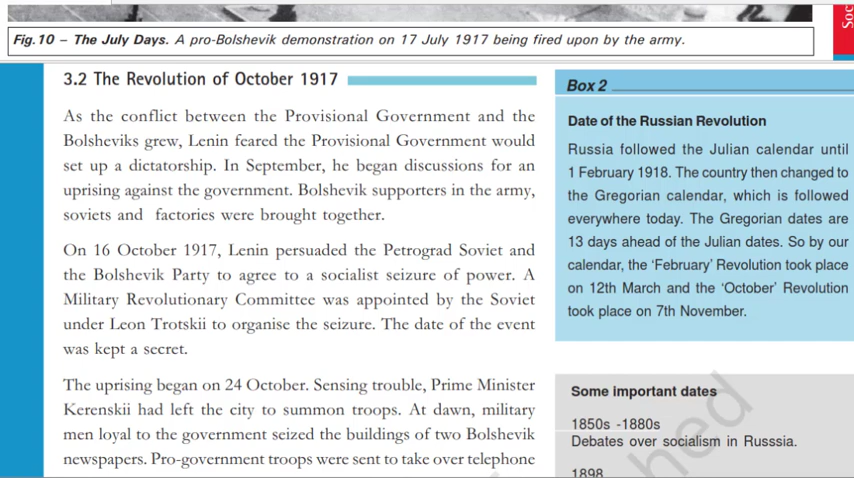 Soc
Fig.10 – The July Days. A pro-Bolshevik demonstration on 17 July 1917 being fired upon by the army.
3.2 The Revolution of October 1917
As the conflict between the Provisional Government and the
Bolsheviks grew, Lenin feared the Provisional Government would
set up a dictatorship. In September, he began discussions for an
uprising against the government. Bolshevik supporters in the army,
soviets and factories were brought together.
On 16 October 1917, Lenin persuaded the Petrograd Soviet and
the Bolshevik Party to agree to a socialist seizure of power. A
Military Revolutionary Committee was appointed by the Soviet
under Leon Trotskii to organise the seizure. The date of the event
was kept a secret.
The uprising began on 24 October. Sensing trouble, Prime Minister
Kerenskii had left the city to summon troops. At dawn, military
men loyal to the government seized the buildings of two Bolshevik
newspapers. Pro-government troops were sent to take over telephone
Box 2
Date of the Russian Revolution
Russia followed the Julian calendar until
1 February 1918. The country then changed to
the Gregorian calendar, which is followed
everywhere today. The Gregorian dates are
13 days ahead of the Julian dates. So by our
calendar, the ‘February’ Revolution took place
on 12th March and the ‘October’ Revolution
took place on 7th November.
Some important dates
1850s -1880s
Debates over socialism in Russsia.
1898
hed